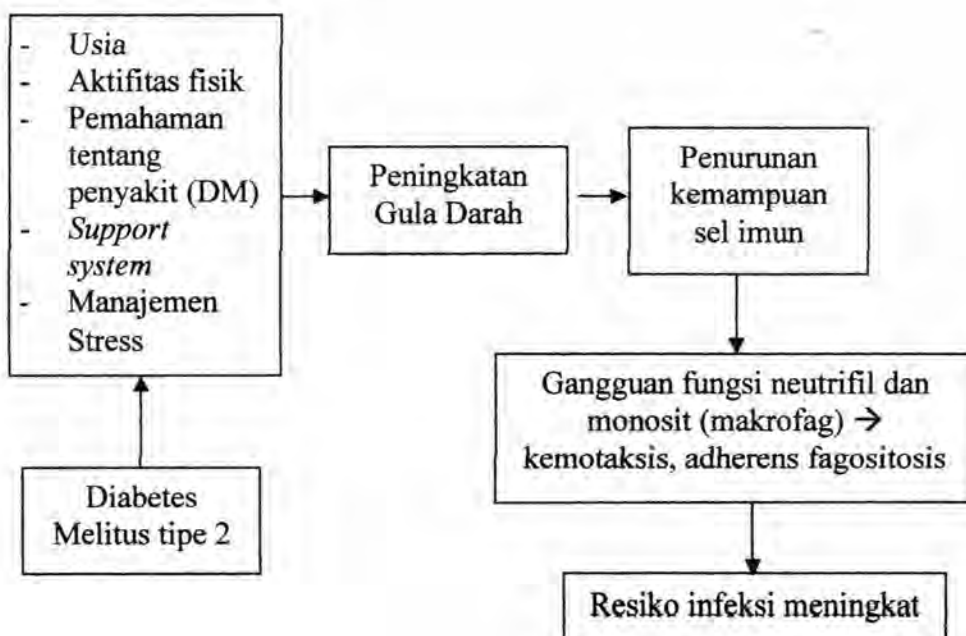 - Usia
- Aktifitas fisik
- Pemahaman
tentang
penyakit (DM)
- Support
system
- Manajemen
Stress
Peningkatan
Gula Darah
Penurunan
kemampuan
sel imun
Gangguan fungsi neutrifil dan
monosit (makrofag) →
kemotaksis, adherens fagositosis
Diabetes
Melitus tipe 2
Resiko infeksi meningkat